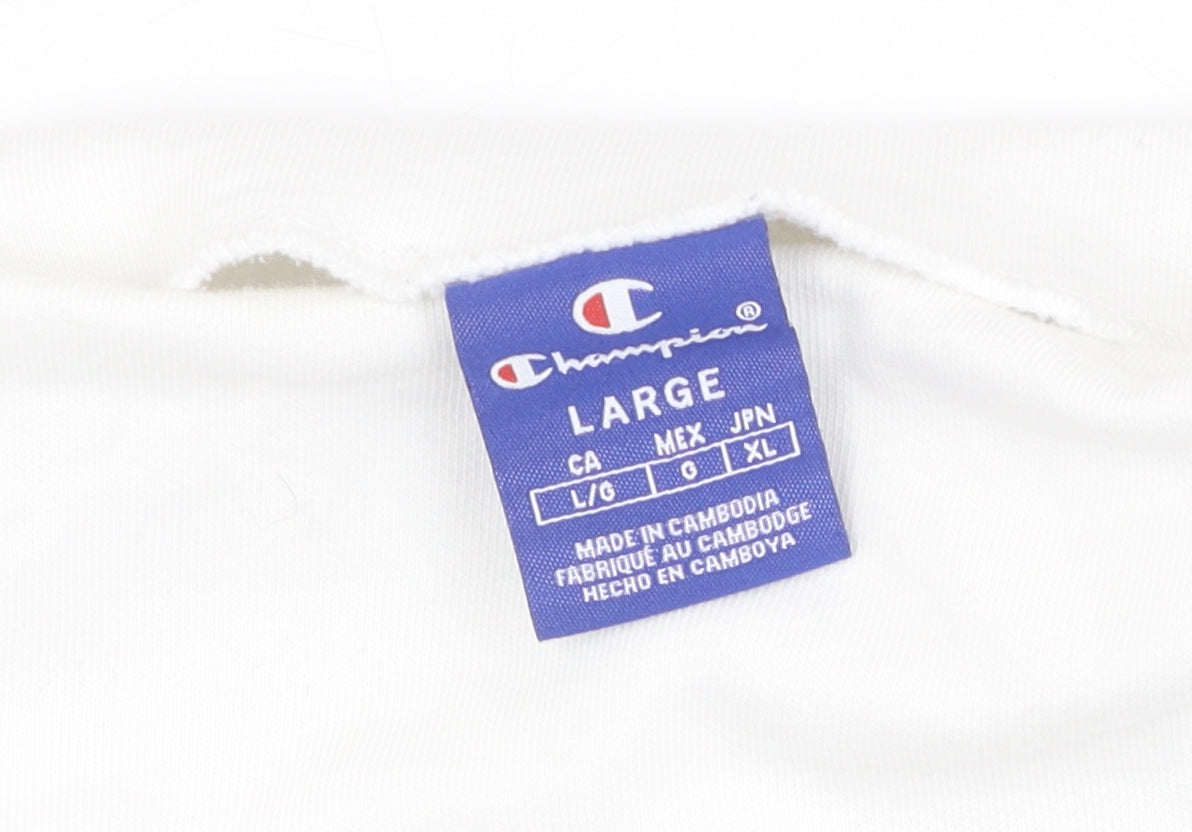 Champion®
LARGE
CA MEX JPN
L/G G XL
MADE IN CAMBODIA
FABRIQUÉ AU CAMBODGE
HECHO EN CAMBOYA